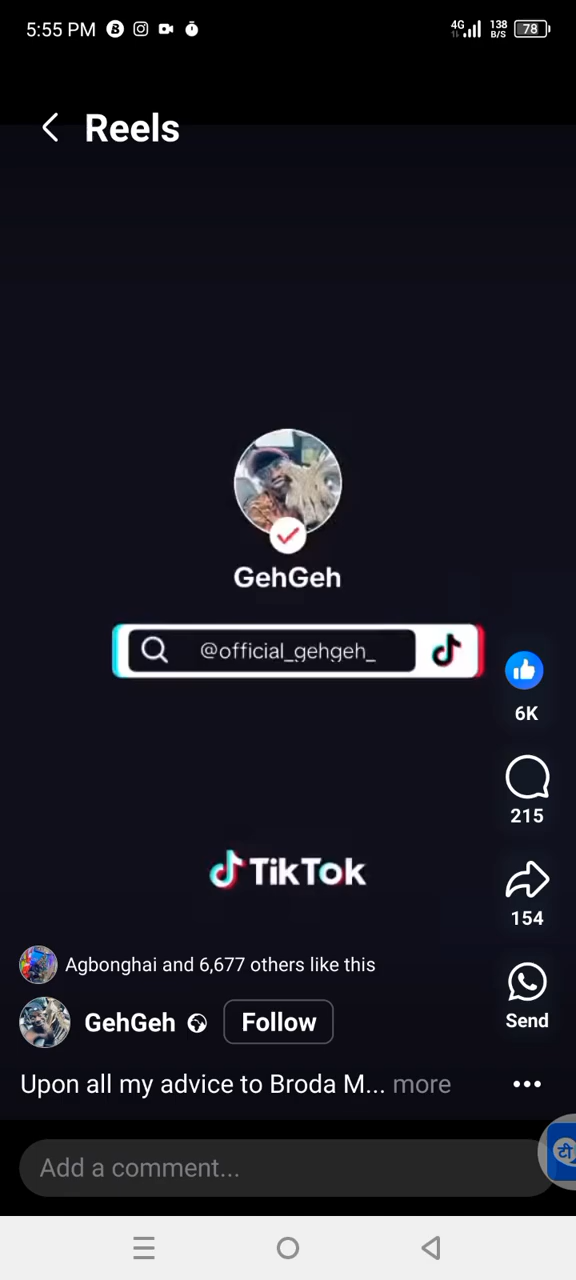 5:55 PM
4G
138
B/S
78
Reels
GehGeh
@official_gehgeh_
6K
215
TikTok
154
Agbonghai and 6,677 others like this
GehGeh
Follow
Send
Upon all my advice to Broda M... more
Add a comment...
टी